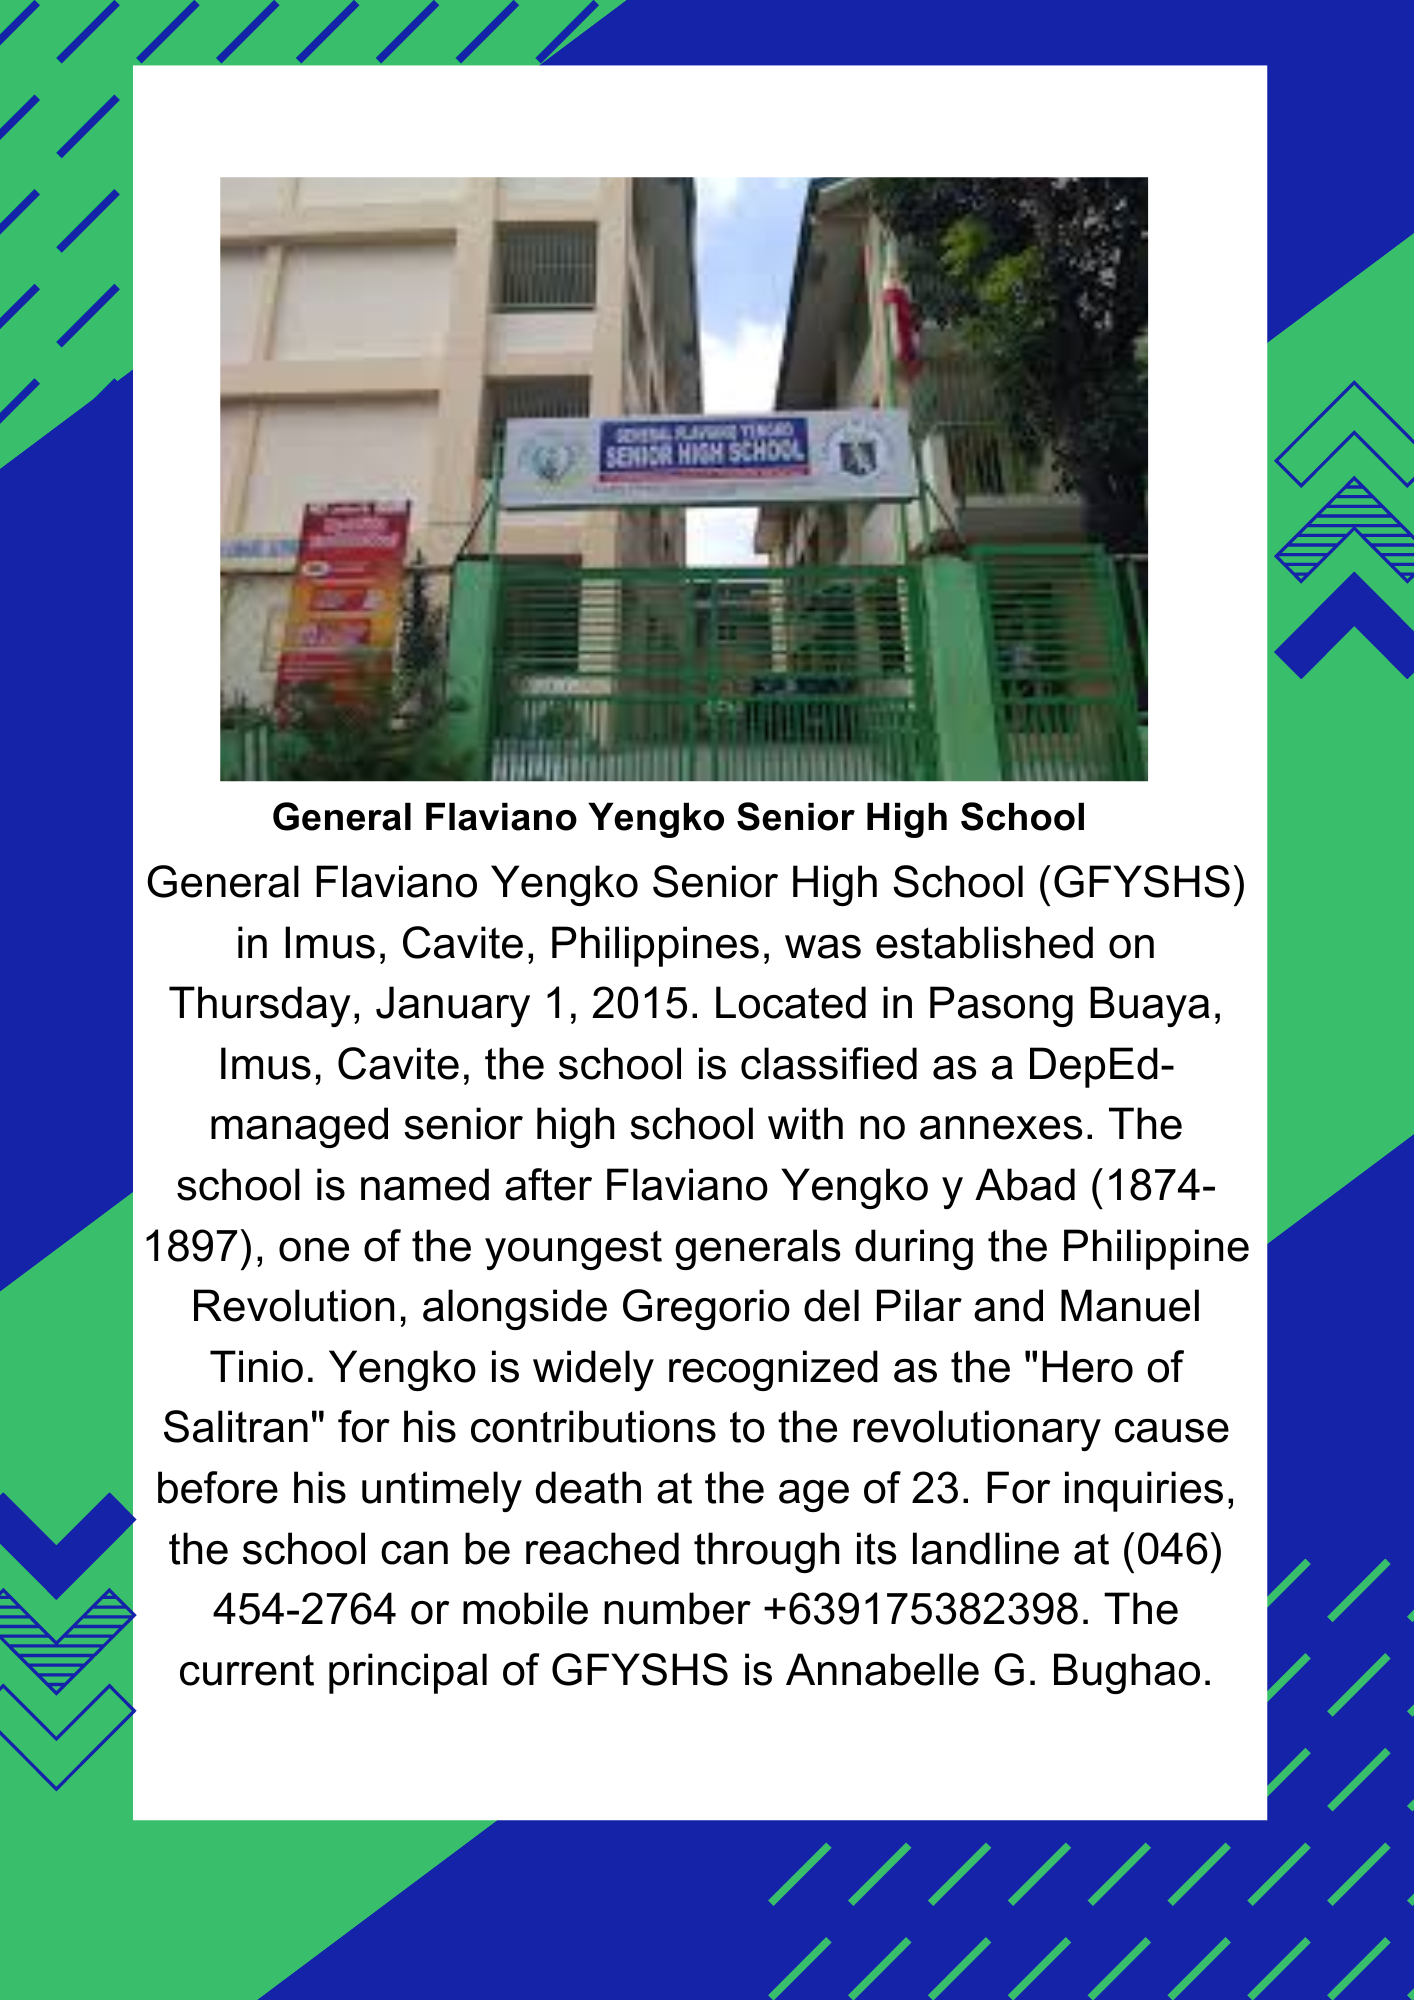 GENERAL FLAVIANO YENGKO
SENIOR HIGH SCHOOL
General Flaviano Yengko Senior High School
General Flaviano Yengko Senior High School (GFYSHS)
in Imus, Cavite, Philippines, was established on
Thursday, January 1, 2015. Located in Pasong Buaya,
Imus, Cavite, the school is classified as a DepEd-
managed senior high school with no annexes. The
school is named after Flaviano Yengko y Abad (1874-
1897), one of the youngest generals during the Philippine
Revolution, alongside Gregorio del Pilar and Manuel
Tinio. Yengko is widely recognized as the "Hero of
Salitran" for his contributions to the revolutionary cause
before his untimely death at the age of 23. For inquiries,
the school can be reached through its landline at (046)
454-2764 or mobile number +639175382398. The
current principal of GFYSHS is Annabelle G. Bughao.